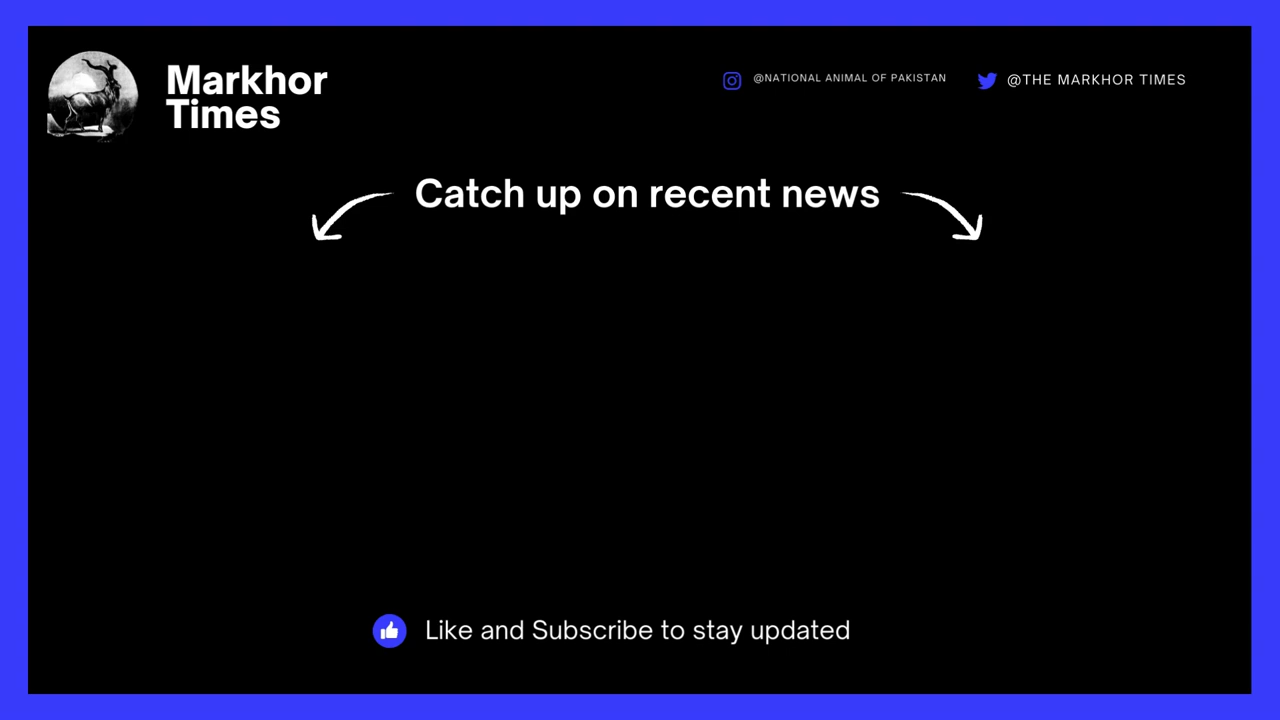 Markhor
Times
@NATIONAL ANIMAL OF PAKISTAN
@THE MARKHOR TIMES
Catch up on recent news
Like and Subscribe to stay updated